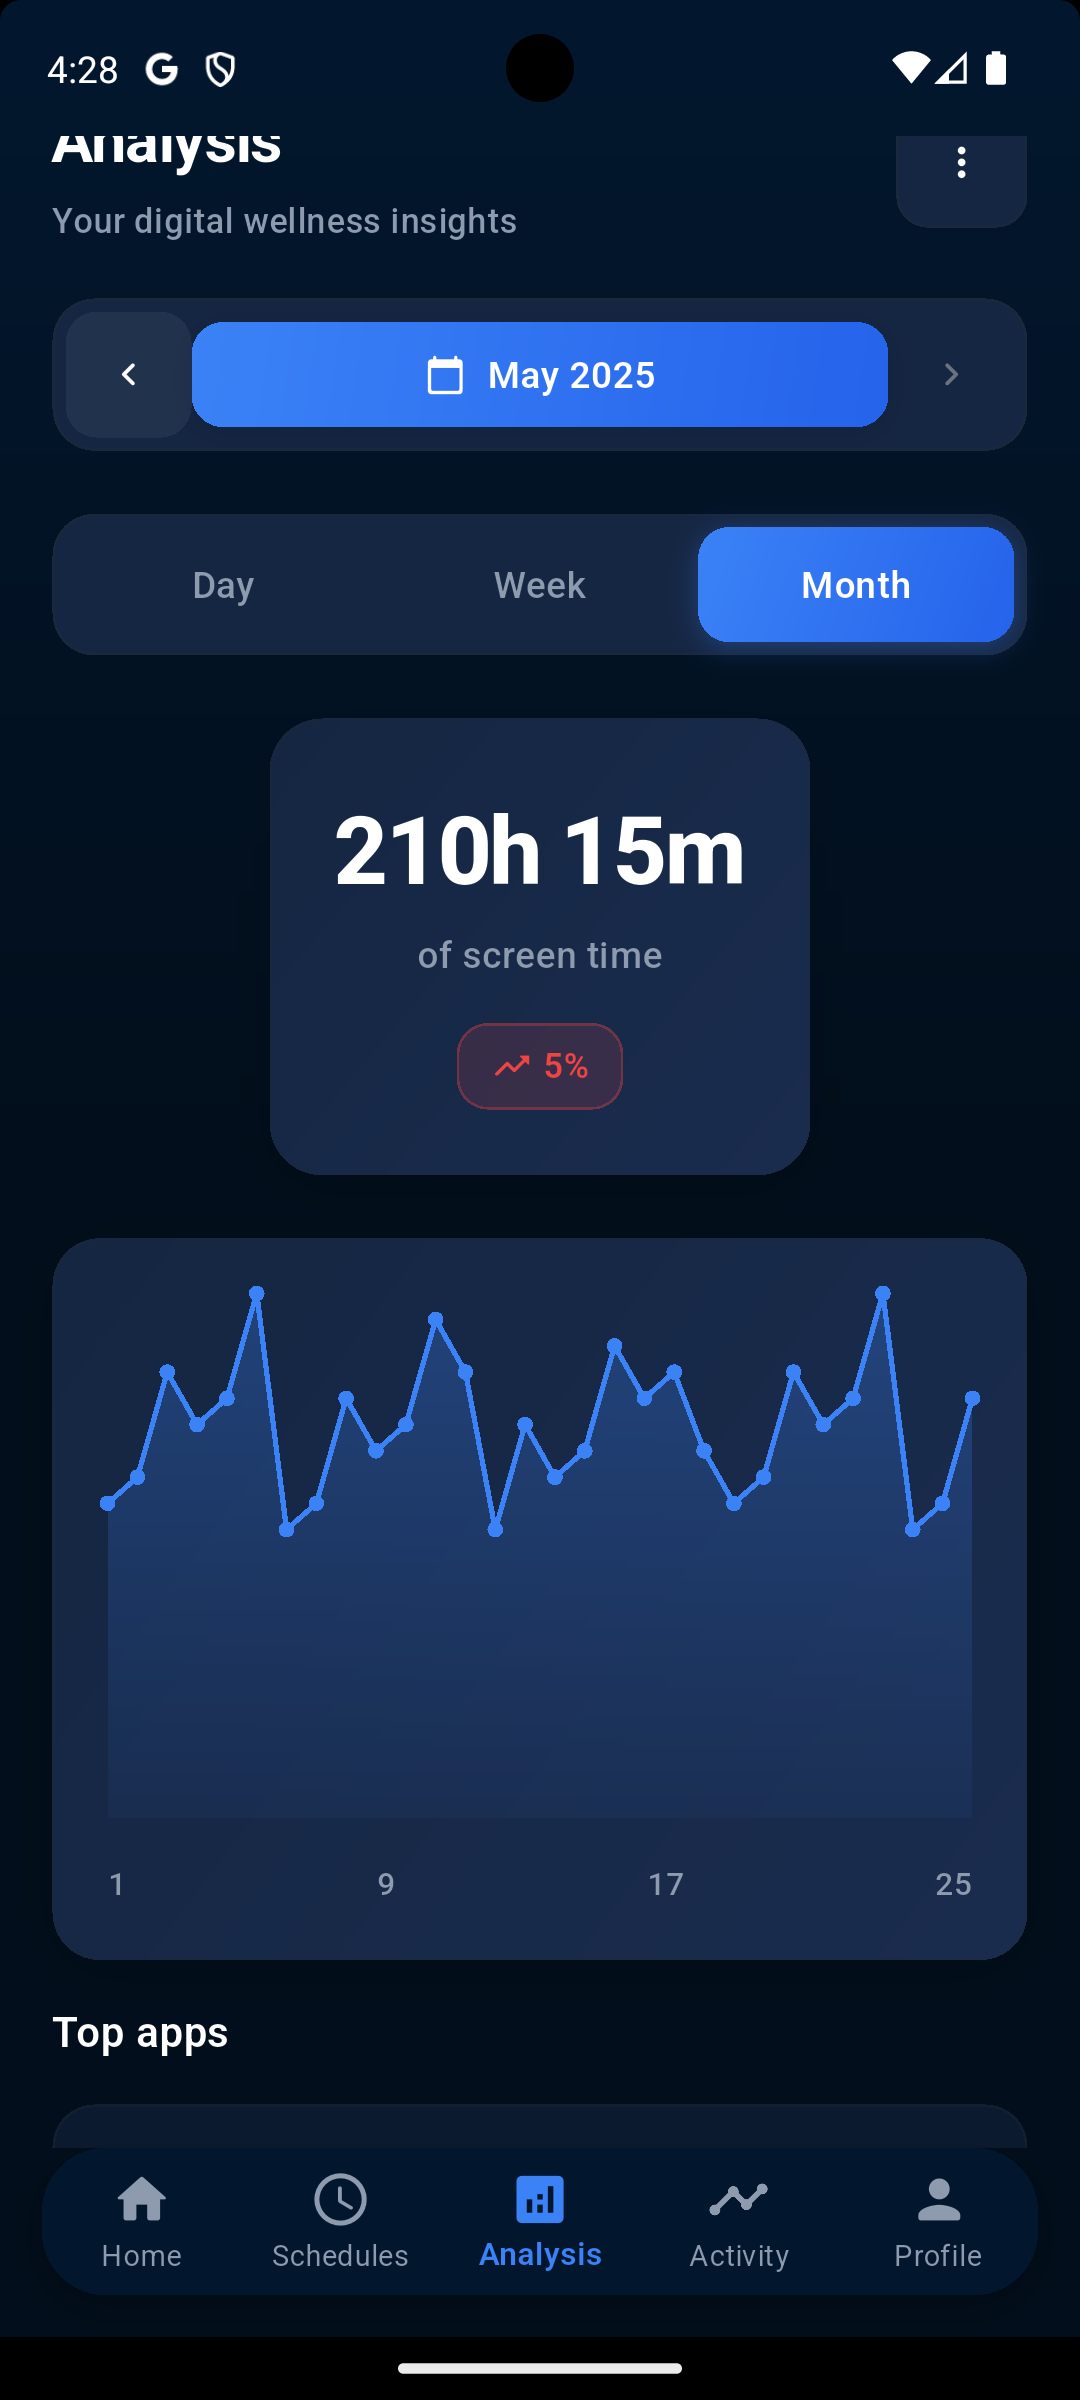 4:28
Analysis
Your digital wellness insights
May 2025
Day
Week
Month
210h 15m
of screen time
5%
1
9
17
25
Top apps
Home
Schedules
Analysis
Activity
Profile